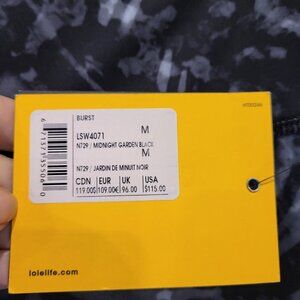 BURST
LSW4071 M
N729 / MIDNIGHT GARDEN BLACK
M
N729 / JARDIN DE MINUIT NOIR
CDN EUR UK USA
119.00$ 109.00€ 96.00 $115.00
lolelife.com